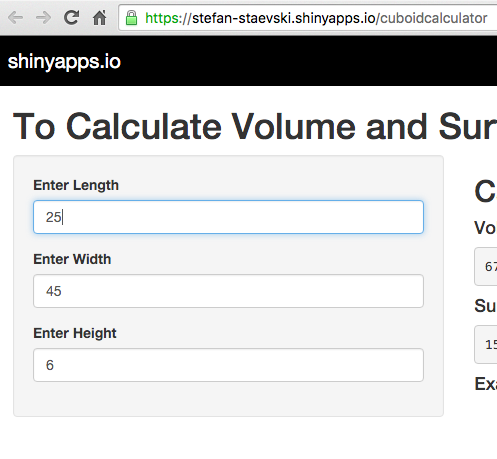 https://stefan-staevski.shinyapps.io/cuboidcalculator
shinyapps.io
To Calculate Volume and Sur
Enter Length
25
Enter Width
45
Enter Height
6
C
Vo
67
Su
15
Exa